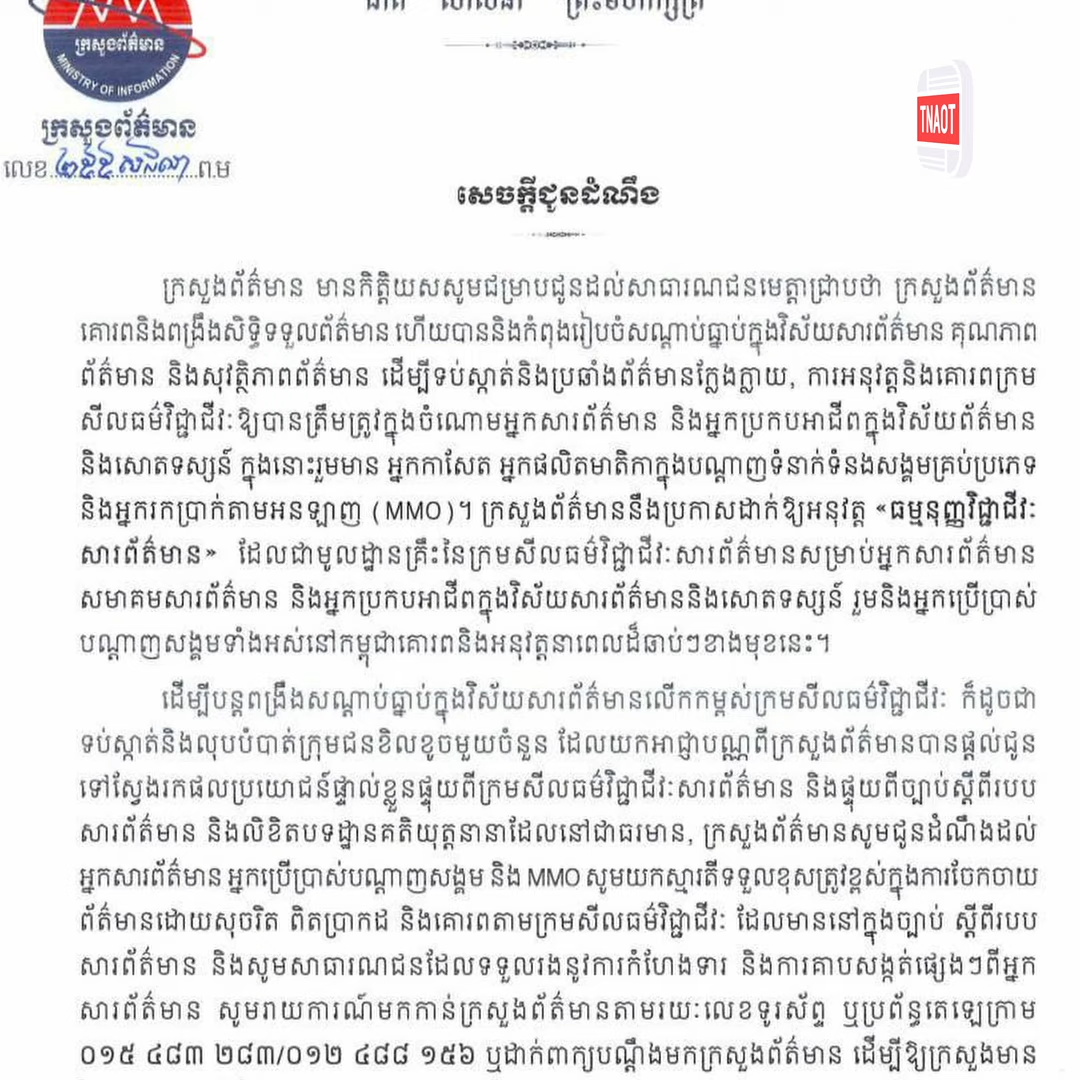 ជាតិ សាសនា ព្រះមហាក្សត្រ
ក្រសួងព័ត៌មាន
MINISTRY OF INFORMATION
TNAOT
ក្រសួងព័ត៌មាន
លេខ.២៥៥.....ព.ម
សេចក្តីជូនដំណឹង
ក្រសួងព័ត៌មាន មានកិត្តិយសសូមជម្រាបជូនដល់សាធារណជនមេត្តាជ្រាបថា ក្រសួងព័ត៌មាន
គោរពនិងពង្រឹងសិទ្ធិទទួលព័ត៌មាន ហើយបាននិងកំពុងរៀបចំសណ្តាប់ធ្នាប់ក្នុងវិស័យសារព័ត៌មាន គុណភាព
ព័ត៌មាន និងសុវត្ថិភាពព័ត៌មាន ដើម្បីទប់ស្កាត់និងប្រឆាំងព័ត៌មានក្លែងក្លាយ, ការអនុវត្តនិងគោរពក្រម
សីលធម៌វិជ្ជាជីវៈឱ្យបានត្រឹមត្រូវក្នុងចំណោមអ្នកសារព័ត៌មាន និងអ្នកប្រកបអាជីពក្នុងវិស័យព័ត៌មាន
និងសោតទស្សន៍ ក្នុងនោះរួមមាន អ្នកកាសែត អ្នកផលិតមាតិកាក្នុងបណ្តាញទំនាក់ទំនងសង្គមគ្រប់ប្រភេទ
និងអ្នករកប្រាក់តាមអនឡាញ (MMO)។ ក្រសួងព័ត៌មាននឹងប្រកាសដាក់ឱ្យអនុវត្ត «ធម្មនុញ្ញវិជ្ជាជីវៈ
សារព័ត៌មាន» ដែលជាមូលដ្ឋានគ្រឹះនៃក្រមសីលធម៌វិជ្ជាជីវៈសារព័ត៌មានសម្រាប់អ្នកសារព័ត៌មាន
សមាគមសារព័ត៌មាន និងអ្នកប្រកបអាជីពក្នុងវិស័យសារព័ត៌មាននិងសោតទស្សន៍ រួមនិងអ្នកប្រើប្រាស់
បណ្តាញសង្គមទាំងអស់នៅកម្ពុជាគោរពនិងអនុវត្តនាពេលដ៏ឆាប់ៗខាងមុខនេះ។
ដើម្បីបន្តពង្រឹងសណ្តាប់ធ្នាប់ក្នុងវិស័យសារព័ត៌មានលើកកម្ពស់ក្រមសីលធម៌វិជ្ជាជីវៈ ក៏ដូចជា
ទប់ស្កាត់និងលុបបំបាត់ក្រុមជនខិលខូចមួយចំនួន ដែលយកអាជ្ញាបណ្ណពីក្រសួងព័ត៌មានបានផ្តល់ជូន
ទៅស្វែងរកផលប្រយោជន៍ផ្ទាល់ខ្លួនផ្ទុយពីក្រមសីលធម៌វិជ្ជាជីវៈសារព័ត៌មាន និងផ្ទុយពីច្បាប់ស្តីពីរបប
សារព័ត៌មាន និងលិខិតបទដ្ឋានគតិយុត្តនានាដែលនៅជាធរមាន, ក្រសួងព័ត៌មានសូមជូនដំណឹងដល់
អ្នកសារព័ត៌មាន អ្នកប្រើប្រាស់បណ្តាញសង្គម និង MMO សូមយកស្មារតីទទួលខុសត្រូវខ្ពស់ក្នុងការចែកចាយ
ព័ត៌មានដោយសុចរិត ពិតប្រាកដ និងគោរពតាមក្រមសីលធម៌វិជ្ជាជីវៈ ដែលមាននៅក្នុងច្បាប់ ស្តីពីរបប
សារព័ត៌មាន និងសូមសាធារណជនដែលទទួលរងនូវការកំហែងទារ និងការគាបសង្កត់ផ្សេងៗពីអ្នក
សារព័ត៌មាន សូមរាយការណ៍មកកាន់ក្រសួងព័ត៌មានតាមរយៈលេខទូរស័ព្ទ ឬប្រព័ន្ធតេឡេក្រាម
០១៥ ៤៨៣ ២៨៣/០១២ ៤៨៨ ១៥៦ ឬដាក់ពាក្យបណ្តឹងមកក្រសួងព័ត៌មាន ដើម្បីឱ្យក្រសួងមាន